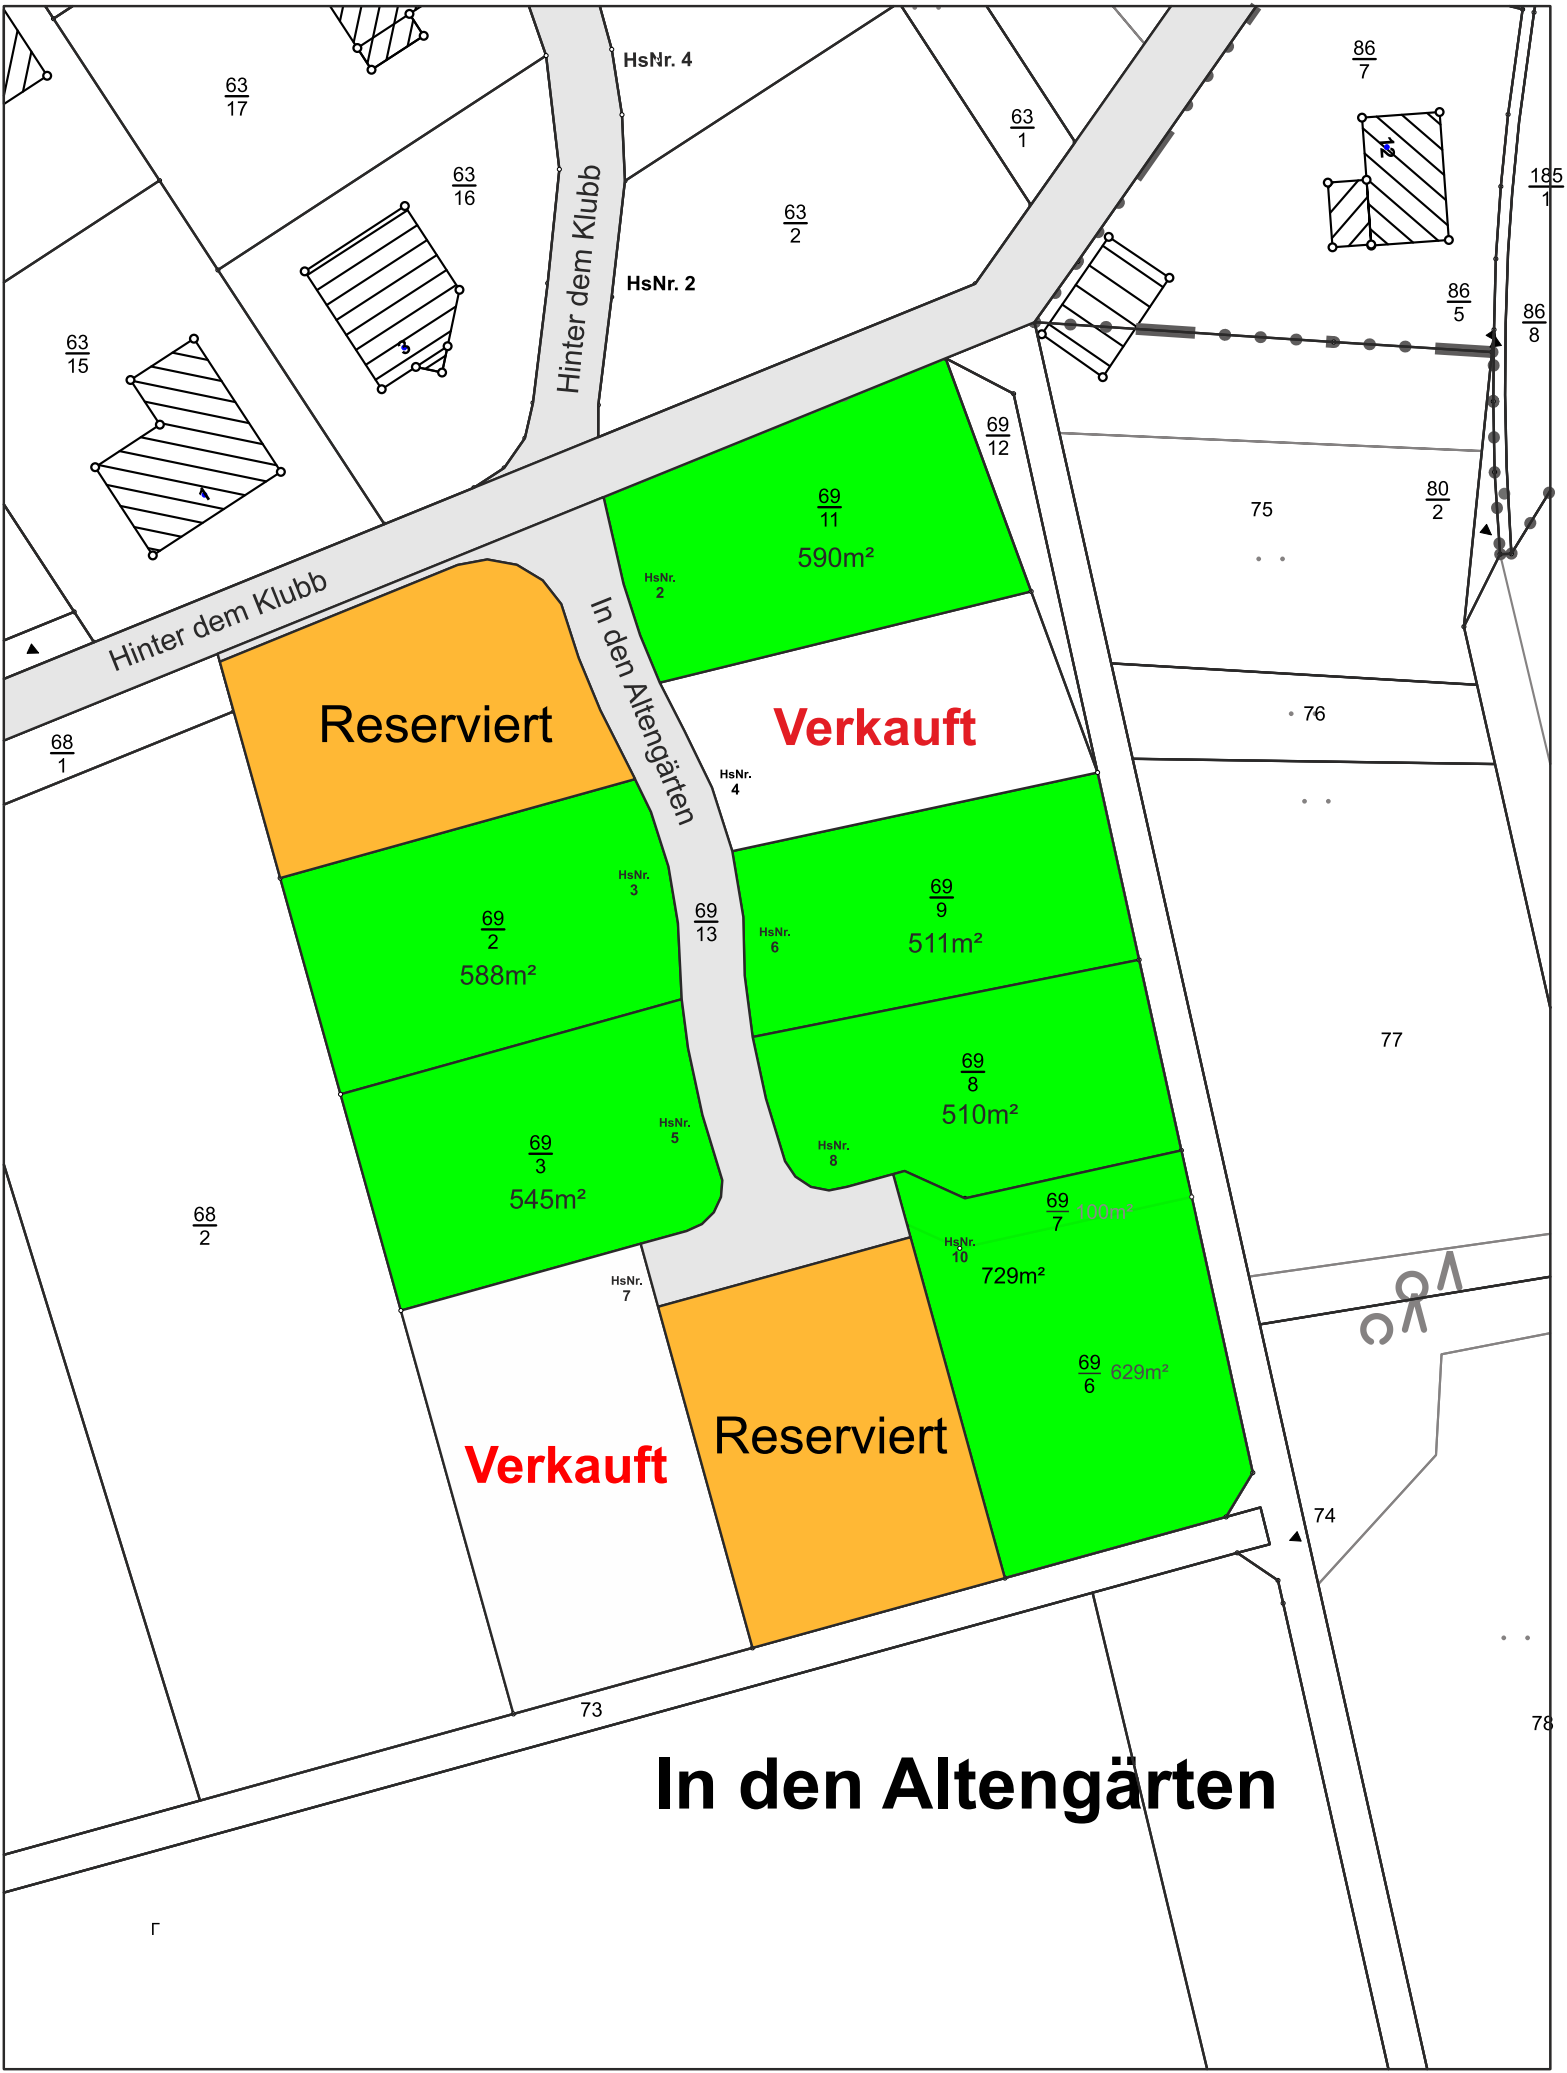 HsNr. 4
86
7
63
17
63
1
12
63
16
185
1
63
2
Hinter dem Klubb
HsNr. 2
86
5
86
8
63
15
3
69
12
1
69
11
590m²
75
80
2
HsNr.
2
Hinter dem Klubb
In den Altengärten
Reserviert
Verkauft
76
68
1
HsNr.
4
HsNr.
3
69
2
588m²
69
13
69
9
511m²
HsNr.
6
77
69
8
510m²
HsNr.
5
69
3
545m²
HsNr.
8
68
2
69
7
100m²
HsNr.
10
729m²
HsNr.
7
69
6
629m²
Verkauft
Reserviert
74
73
78
In den Altengärten